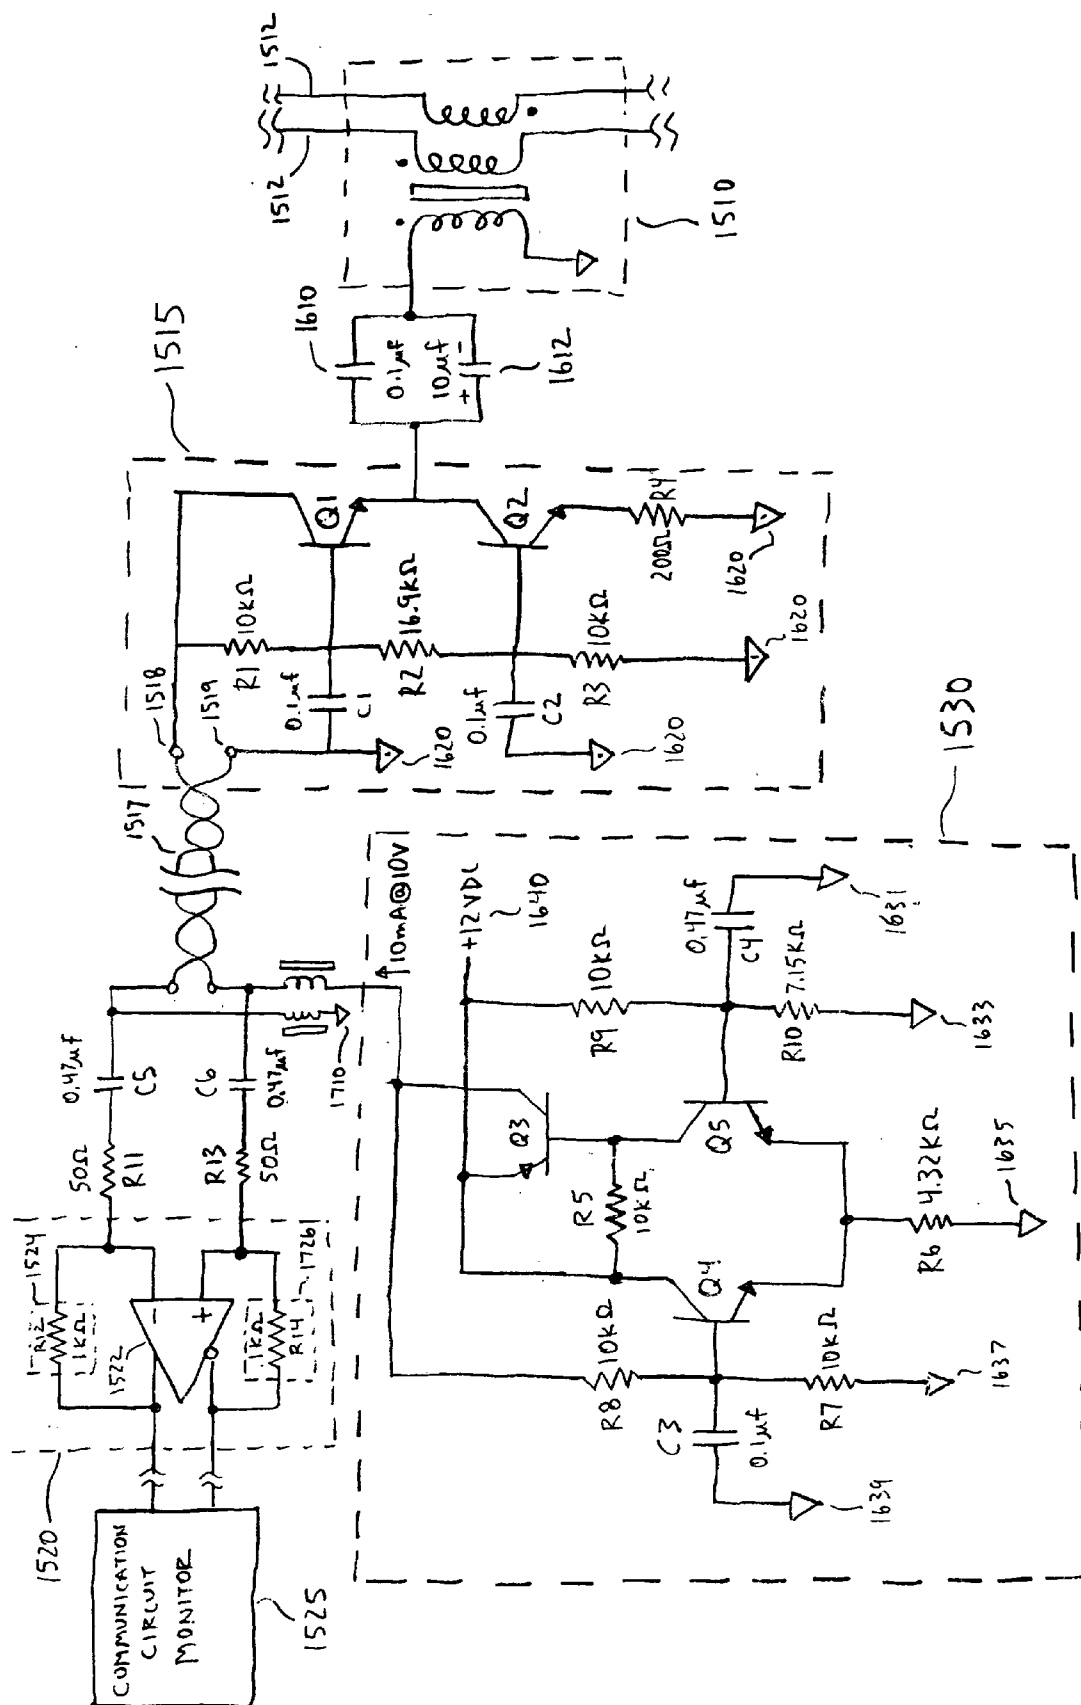 COMMUNICATION
CIRCUIT
MONITOR
1525
1520
R12
1KΩ
1524
1522
-
+
1KΩ
R14
1726
50Ω
R11
R13
50Ω
0.47µf
C5
C6
0.47µf
1710
1517
1518
1519
1515
R1
10KΩ
0.1µf
C1
1620
R2
16.9KΩ
0.1µf
C2
1620
R3
10KΩ
1620
Q1
Q2
R4
200Ω
1620
1610
0.1µf
10µf
+
-
1612
1512
1512
1510
10mA@10V
+12VDC
1640
Q3
R5
10KΩ
R9
10KΩ
0.47µf
C4
1631
R10
7.15KΩ
1633
Q5
Q4
R6
4.32KΩ
1635
R8
10KΩ
R7
10KΩ
1637
C3
0.1µf
1639
1530